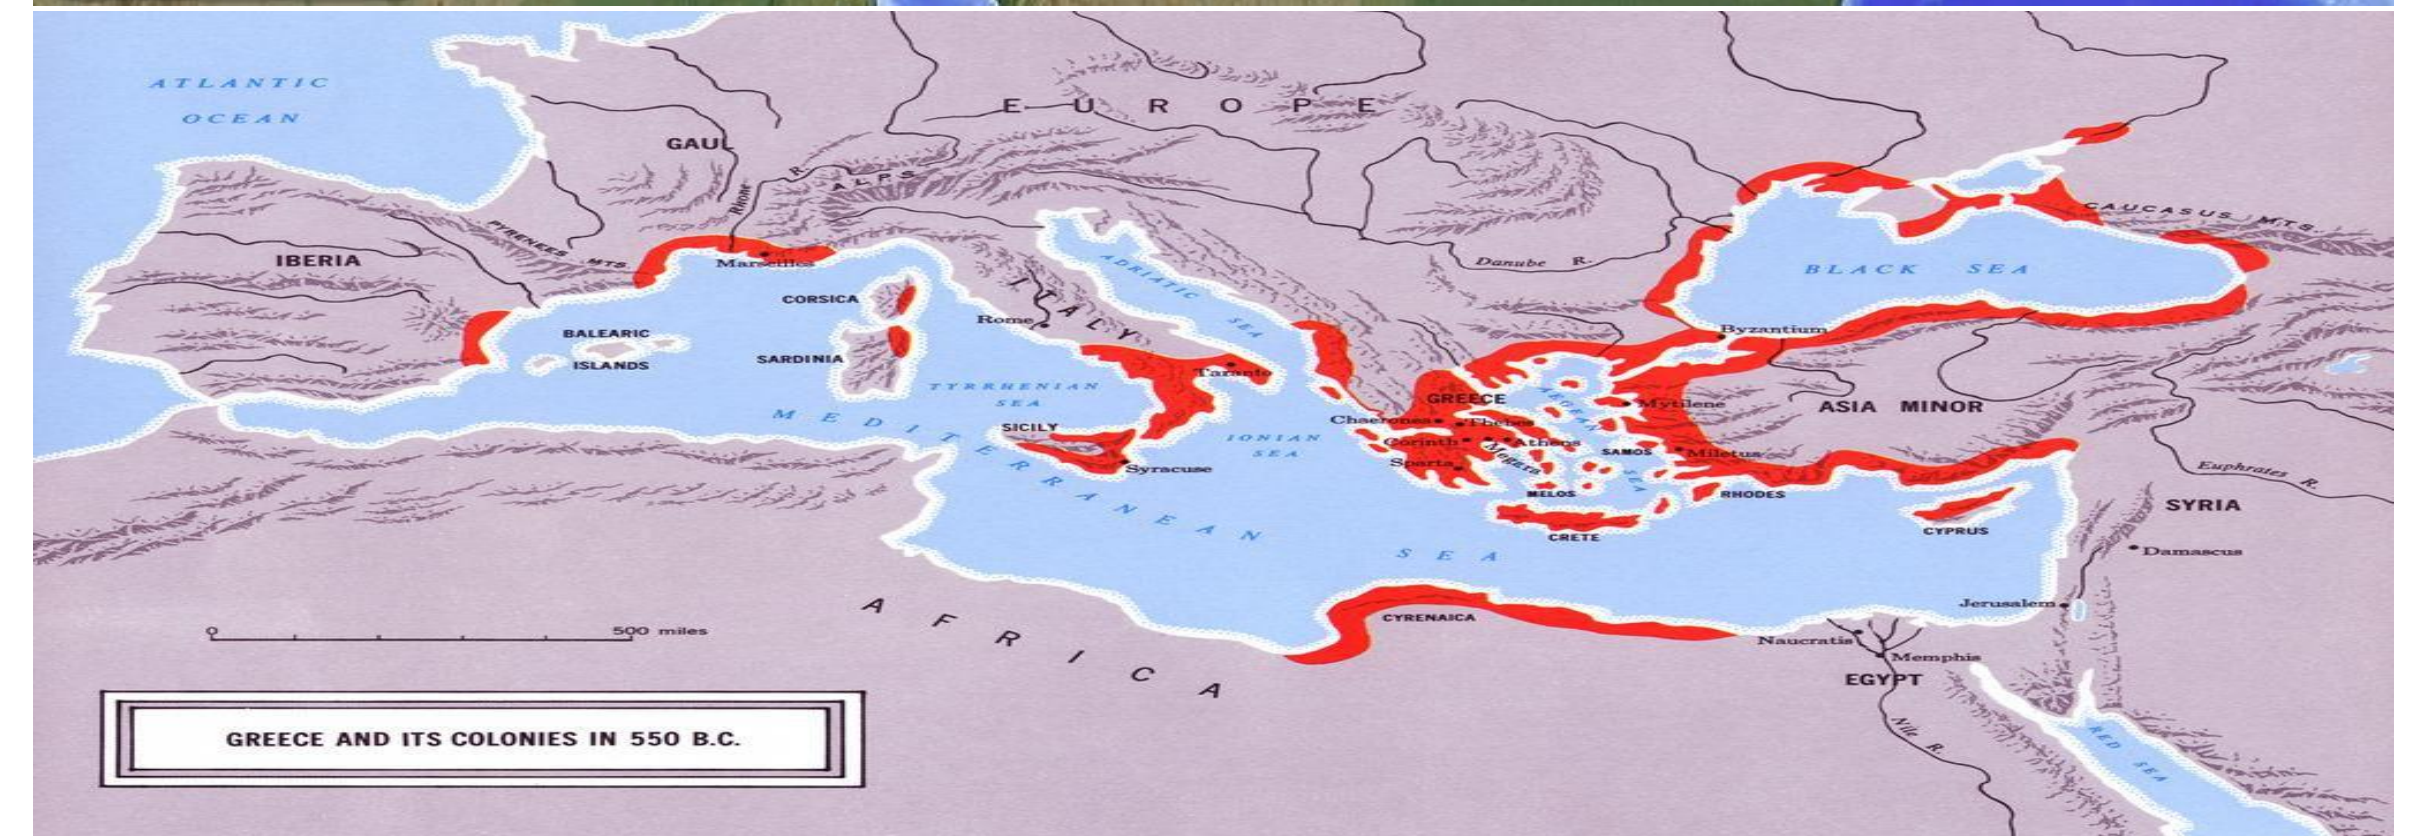 ATLANTIC
OCEAN
EUROPE
GAUL
Rhone R.
ALPS
CAUCASUS MTS.
PYRENEES MTS.
IBERIA
Marseilles
Danube R.
BLACK SEA
ADRIATIC SEA
ITALY
CORSICA
Rome
Byzantium
BALEARIC
ISLANDS
SARDINIA
Taranto
TYRRHENIAN
SEA
GREECE
AEGEAN SEA
Mytilene
ASIA MINOR
MEDITERRANEAN SEA
SICILY
Chaeronea
Thebes
IONIAN
SEA
Corinth
Athens
Megara
SAMOS
Miletus
Syracuse
Sparta
Euphrates R.
MELOS
RHODES
SYRIA
CRETE
CYPRUS
Damascus
AFRICA
Jerusalem
CYRENAICA
500 miles
0
Naucratis
Memphis
EGYPT
Nile R.
RED SEA
GREECE AND ITS COLONIES IN 550 B.C.